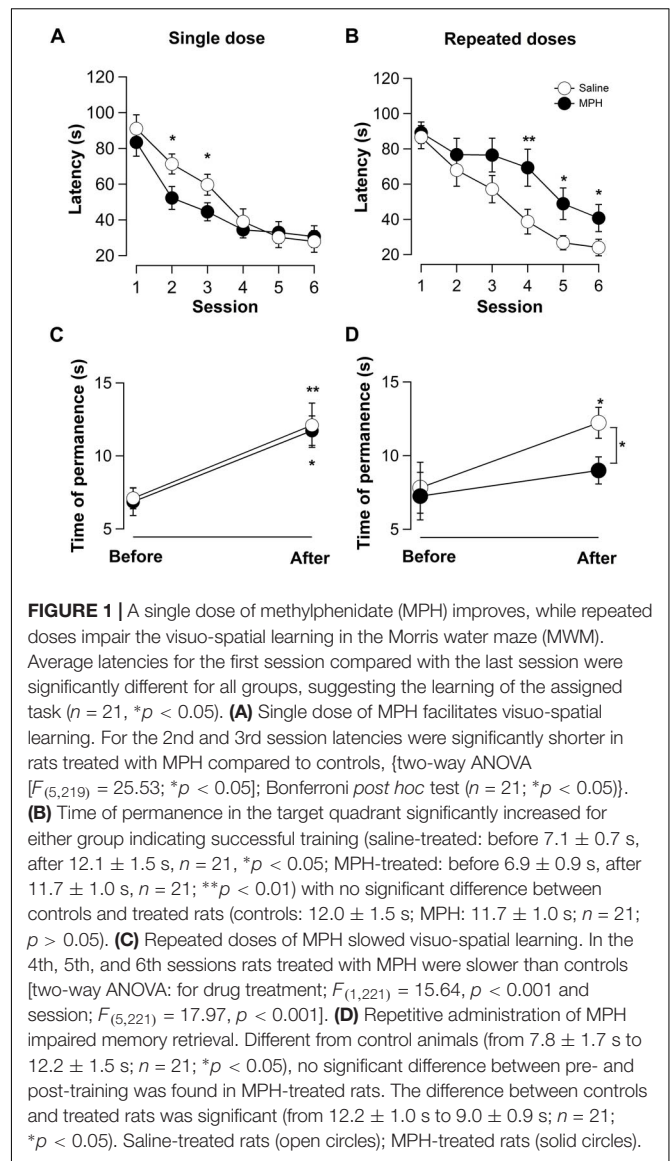 A Single dose
B Repeated doses
120
100
80
60
40
20
Latency (s)
* *
1 2 3 4 5 6
Session
120
100
80
60
40
20
Latency (s)
Saline
MPH
** * *
1 2 3 4 5 6
Session
C
15
10
5
Time of permanence (s)
**
*
Before After
D
15
10
5
Time of permanence (s)
*
*
Before After
FIGURE 1 | A single dose of methylphenidate (MPH) improves, while repeated
doses impair the visuo-spatial learning in the Morris water maze (MWM).
Average latencies for the first session compared with the last session were
significantly different for all groups, suggesting the learning of the assigned
task (n = 21, *p < 0.05). (A) Single dose of MPH facilitates visuo-spatial
learning. For the 2nd and 3rd session latencies were significantly shorter in
rats treated with MPH compared to controls, {two-way ANOVA
[F(5,219) = 25.53; *p < 0.05]; Bonferroni post hoc test (n = 21; *p < 0.05)}.
(B) Time of permanence in the target quadrant significantly increased for
either group indicating successful training (saline-treated: before 7.1 ± 0.7 s,
after 12.1 ± 1.5 s, n = 21, *p < 0.05; MPH-treated: before 6.9 ± 0.9 s, after
11.7 ± 1.0 s, n = 21; **p < 0.01) with no significant difference between
controls and treated rats (controls: 12.0 ± 1.5 s; MPH: 11.7 ± 1.0 s; n = 21;
p > 0.05). (C) Repeated doses of MPH slowed visuo-spatial learning. In the
4th, 5th, and 6th sessions rats treated with MPH were slower than controls
[two-way ANOVA: for drug treatment; F(1,221) = 15.64, p < 0.001 and
session; F(5,221) = 17.97, p < 0.001]. (D) Repetitive administration of MPH
impaired memory retrieval. Different from control animals (from 7.8 ± 1.7 s to
12.2 ± 1.5 s; n = 21; *p < 0.05), no significant difference between pre- and
post-training was found in MPH-treated rats. The difference between controls
and treated rats was significant (from 12.2 ± 1.0 s to 9.0 ± 0.9 s; n = 21;
*p < 0.05). Saline-treated rats (open circles); MPH-treated rats (solid circles).